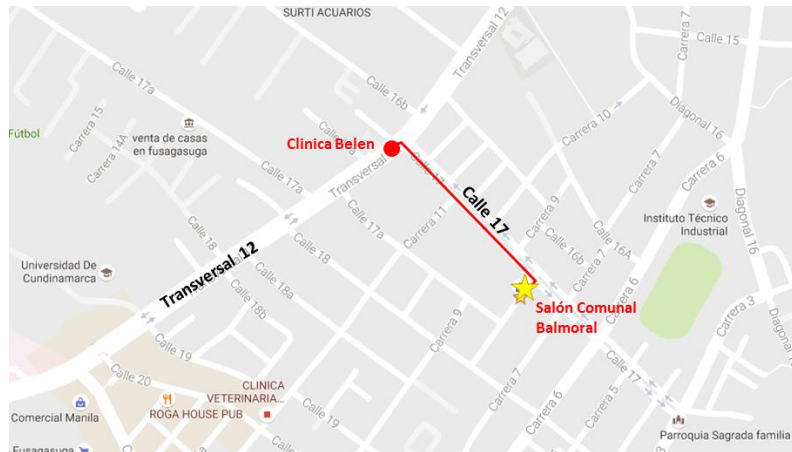 SURTI ACUARIOS
Transversal 12
Carrera 7
Calle 15
Calle 17a
Calle 16b
Carrera 15
Carrera 14A
Carrera 10
Diagonal 16
Fútbol
venta de casas
en fusagasuga
Clinica Belen
Transversal
Calle 17
Calle 17
Carrera 7
Carrera 6
Calle 17a
Calle 17a
Carrera 11
Carrera 9
Instituto Técnico
Industrial
Diagonal 16
Calle 18
Calle 18
Calle 16b
Calle 16A
Carrera 7
Universidad De
Cundinamarca
Transversal 12
Calle 18a
Calle 18b
Salón Comunal
Balmoral
Carrera 6
Carrera 3
Carrera 9
Calle 19
Calle 20
Calle 17
CLINICA
VETERINARIA...
Carrera 7
Carrera 6
Carrera 5
Comercial Manila
ROGA HOUSE PUB
Calle 19
Parroquia Sagrada familia
Fusagasuga